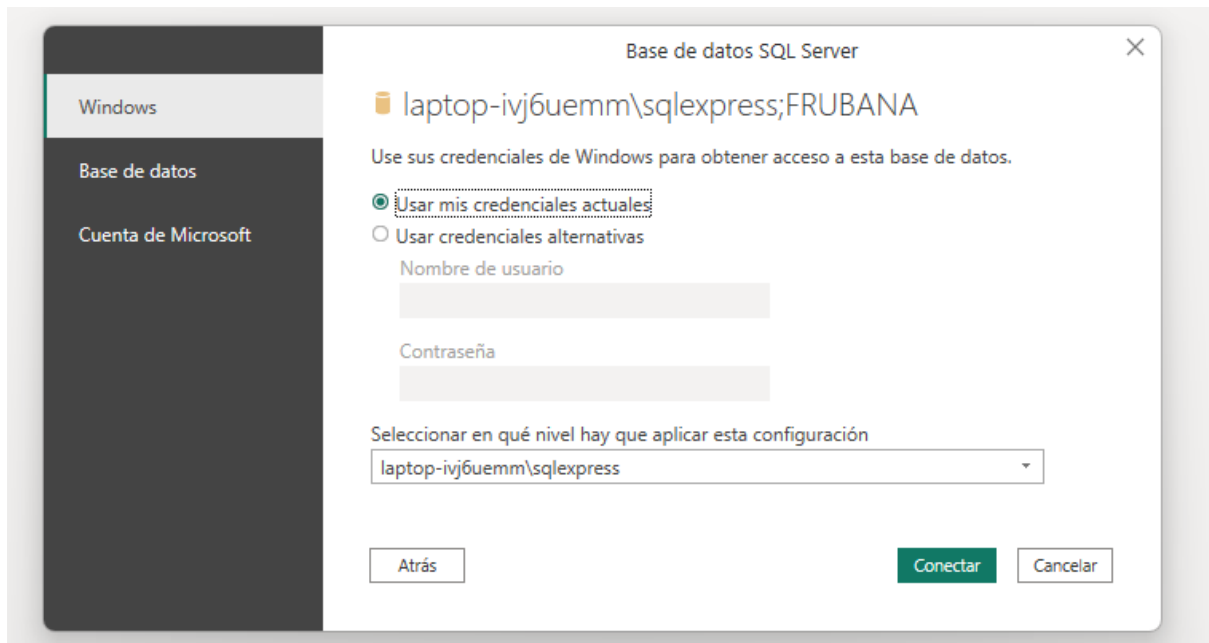 Base de datos SQL Server
Windows
Base de datos
Cuenta de Microsoft
laptop-ivj6uemm\sqlexpress;FRUBANA
Use sus credenciales de Windows para obtener acceso a esta base de datos.
Usar mis credenciales actuales
Usar credenciales alternativas
Nombre de usuario
Contraseña
Seleccionar en qué nivel hay que aplicar esta configuración
laptop-ivj6uemm\sqlexpress
Atrás
Conectar
Cancelar